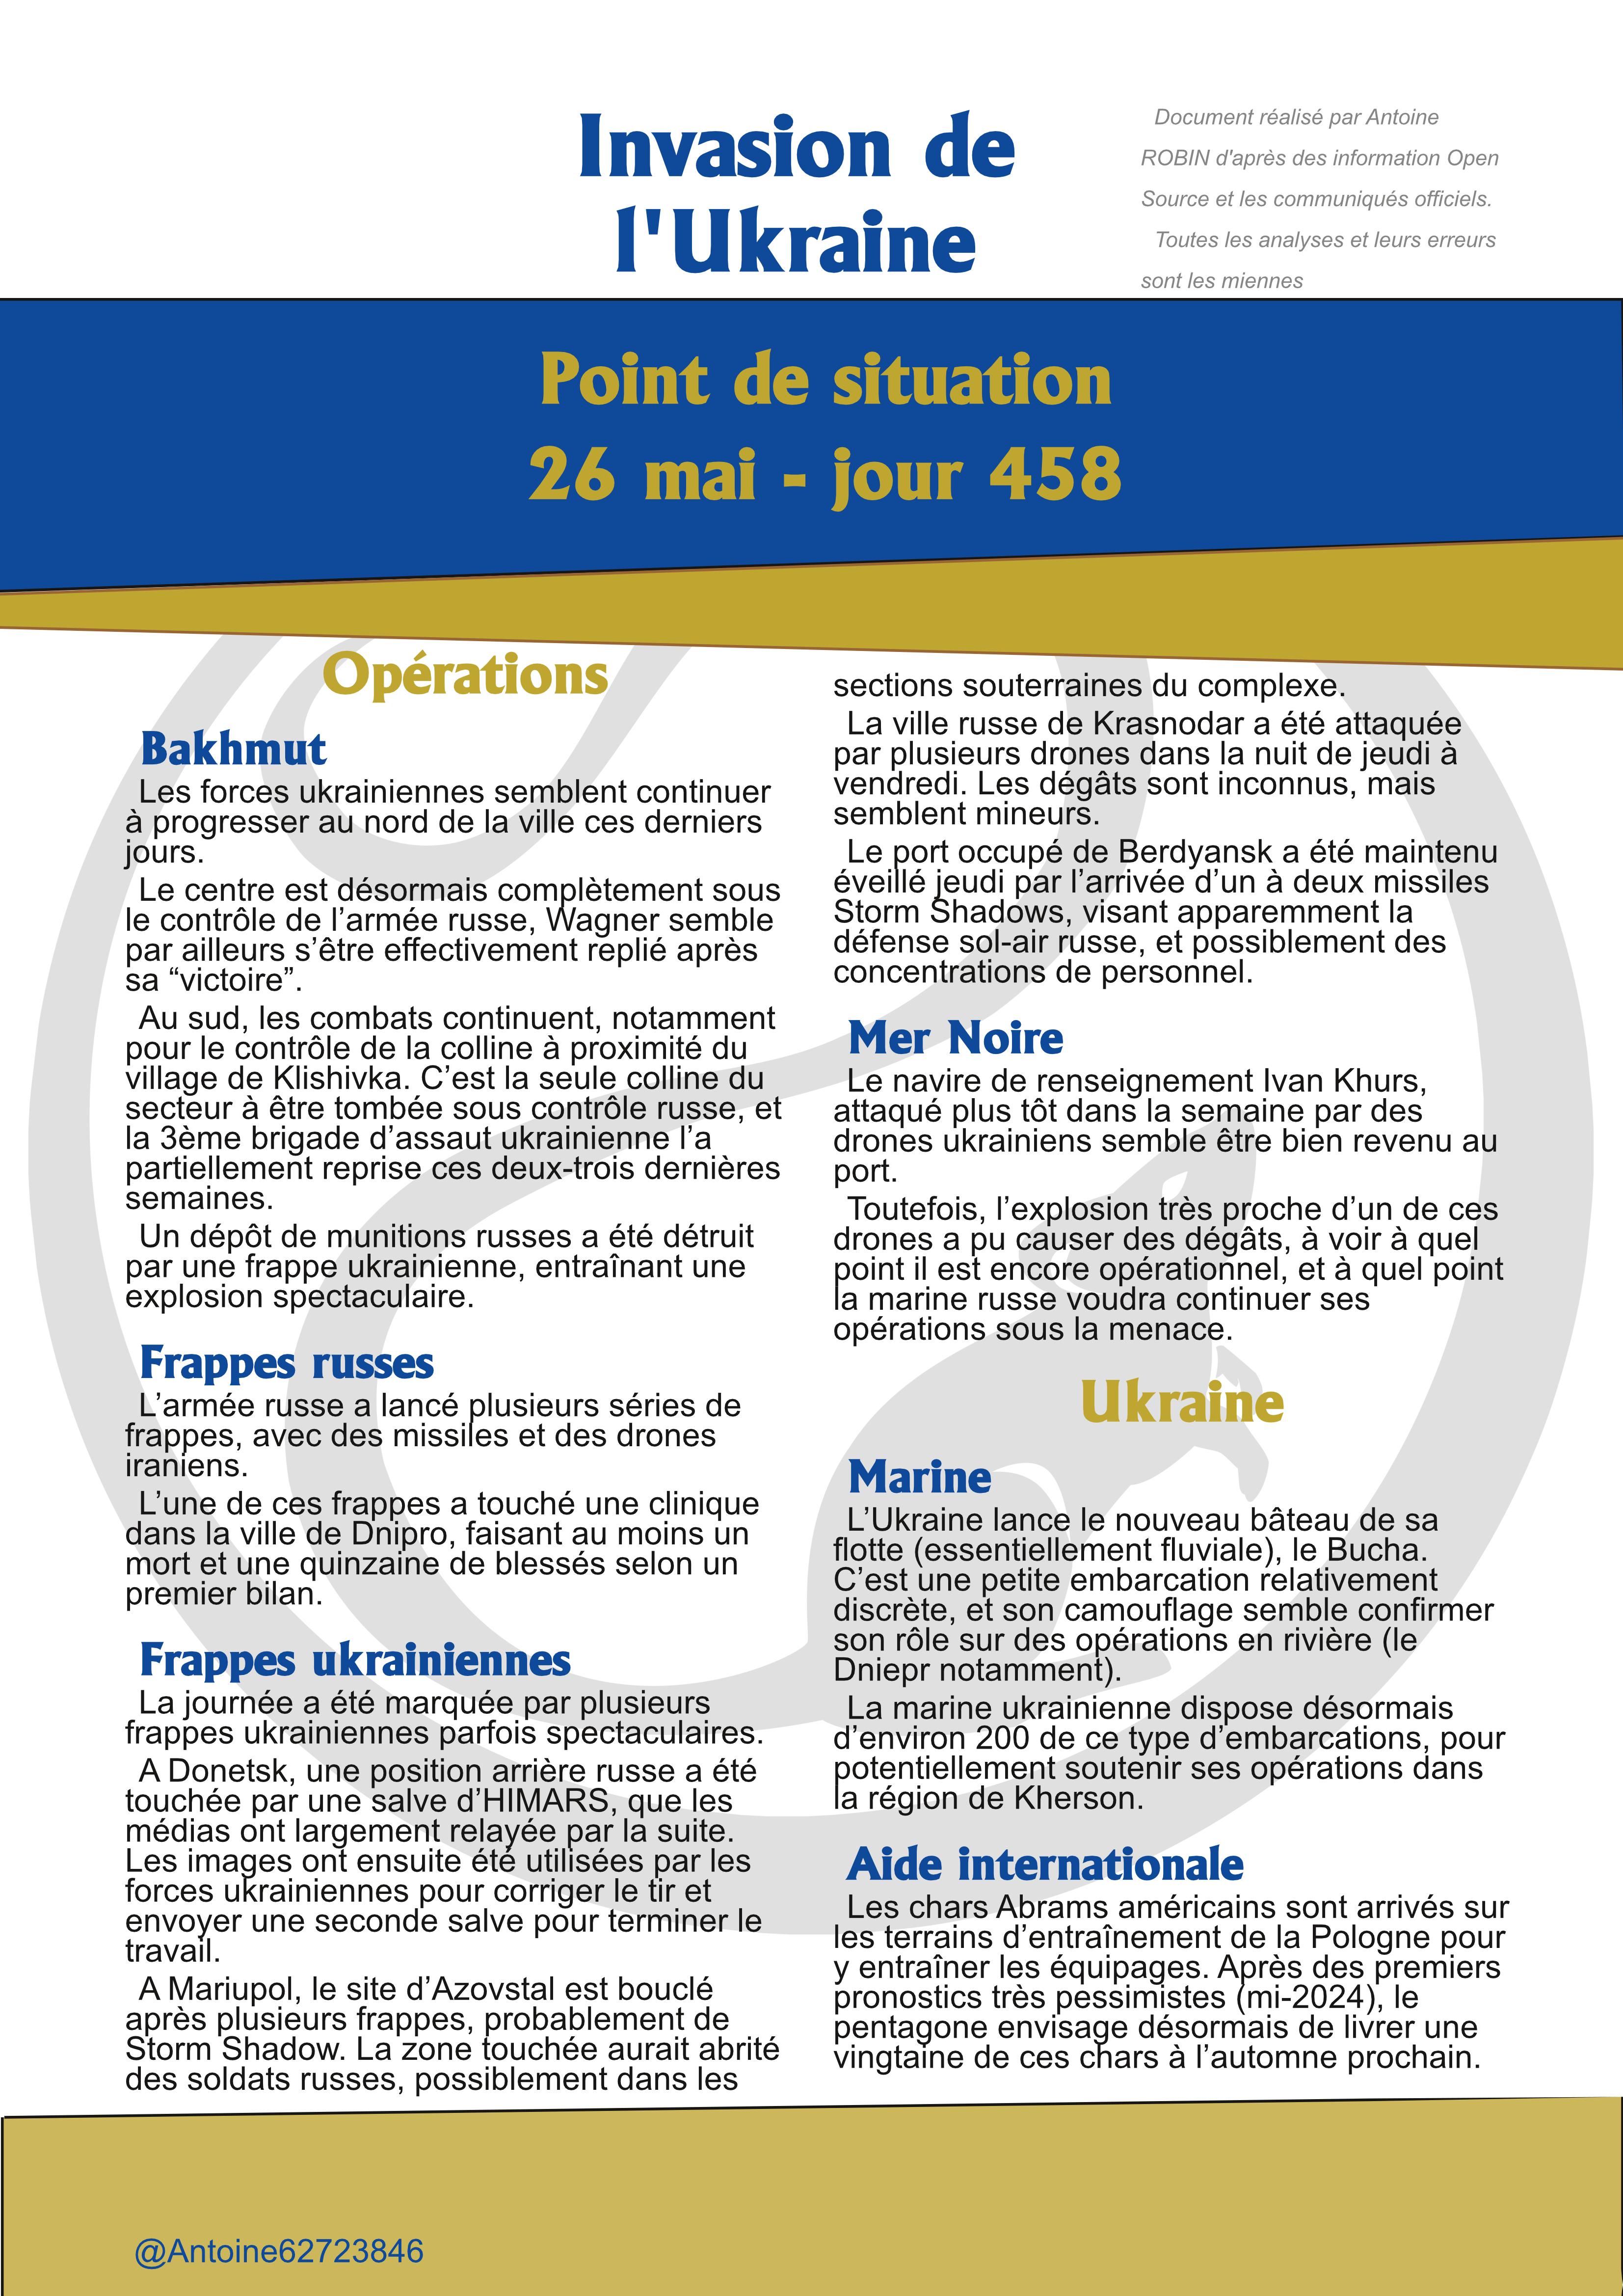 Invasion de
l'Ukraine
Document réalisé par Antoine
ROBIN d'après des information Open
Source et les communiqués officiels.
Toutes les analyses et leurs erreurs
sont les miennes
Point de situation
26 mai - jour 458
Opérations
Bakhmut
Les forces ukrainiennes semblent continuer
à progresser au nord de la ville ces derniers
jours.
Le centre est désormais complètement sous
le contrôle de l’armée russe, Wagner semble
par ailleurs s’être effectivement replié après
sa “victoire”.
Au sud, les combats continuent, notamment
pour le contrôle de la colline à proximité du
village de Klishivka. C’est la seule colline du
secteur à être tombée sous contrôle russe, et
la 3ème brigade d’assaut ukrainienne l’a
partiellement reprise ces deux-trois dernières
semaines.
Un dépôt de munitions russes a été détruit
par une frappe ukrainienne, entraînant une
explosion spectaculaire.
Frappes russes
L’armée russe a lancé plusieurs séries de
frappes, avec des missiles et des drones
iraniens.
L’une de ces frappes a touché une clinique
dans la ville de Dnipro, faisant au moins un
mort et une quinzaine de blessés selon un
premier bilan.
Frappes ukrainiennes
La journée a été marquée par plusieurs
frappes ukrainiennes parfois spectaculaires.
A Donetsk, une position arrière russe a été
touchée par une salve d’HIMARS, que les
médias ont largement relayée par la suite.
Les images ont ensuite été utilisées par les
forces ukrainiennes pour corriger le tir et
envoyer une seconde salve pour terminer le
travail.
A Mariupol, le site d’Azovstal est bouclé
après plusieurs frappes, probablement de
Storm Shadow. La zone touchée aurait abrité
des soldats russes, possiblement dans les
sections souterraines du complexe.
La ville russe de Krasnodar a été attaquée
par plusieurs drones dans la nuit de jeudi à
vendredi. Les dégâts sont inconnus, mais
semblent mineurs.
Le port occupé de Berdyansk a été maintenu
éveillé jeudi par l’arrivée d’un à deux missiles
Storm Shadows, visant apparemment la
défense sol-air russe, et possiblement des
concentrations de personnel.
Mer Noire
Le navire de renseignement Ivan Khurs,
attaqué plus tôt dans la semaine par des
drones ukrainiens semble être bien revenu au
port.
Toutefois, l’explosion très proche d’un de ces
drones a pu causer des dégâts, à voir à quel
point il est encore opérationnel, et à quel point
la marine russe voudra continuer ses
opérations sous la menace.
Ukraine
Marine
L’Ukraine lance le nouveau bâteau de sa
flotte (essentiellement fluviale), le Bucha.
C’est une petite embarcation relativement
discrète, et son camouflage semble confirmer
son rôle sur des opérations en rivière (le
Dniepr notamment).
La marine ukrainienne dispose désormais
d’environ 200 de ce type d’embarcations, pour
potentiellement soutenir ses opérations dans
la région de Kherson.
Aide internationale
Les chars Abrams américains sont arrivés sur
les terrains d’entraînement de la Pologne pour
y entraîner les équipages. Après des premiers
pronostics très pessimistes (mi-2024), le
pentagone envisage désormais de livrer une
vingtaine de ces chars à l’automne prochain.
@Antoine62723846